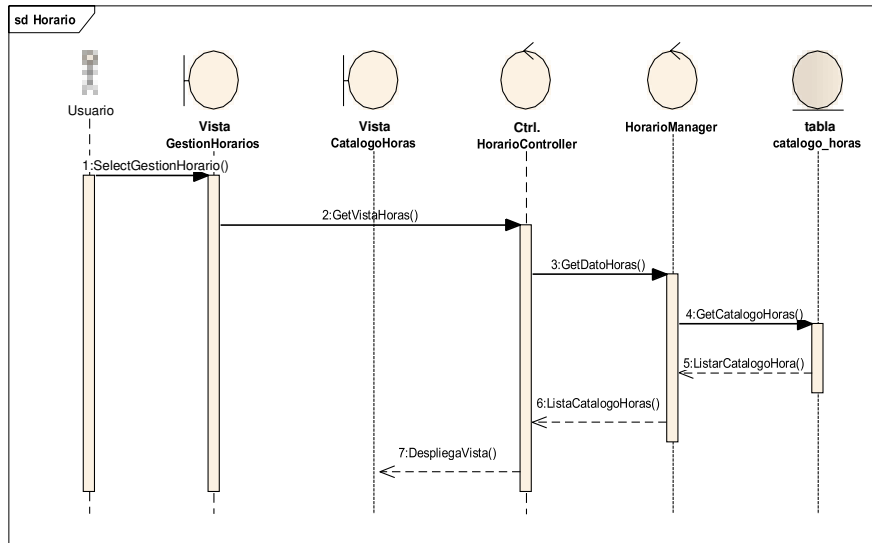 sd Horario
Usuario
Vista
GestionHorarios
Vista
CatalogoHoras
Ctrl.
HorarioController
HorarioManager
tabla
catalogo_horas
1:SelectGestionHorario()
2:GetVistaHoras()
3:GetDatoHoras()
4:GetCatalogoHoras()
5:ListarCatalogoHora()
6:ListaCatalogoHoras()
7:DespliegaVista()